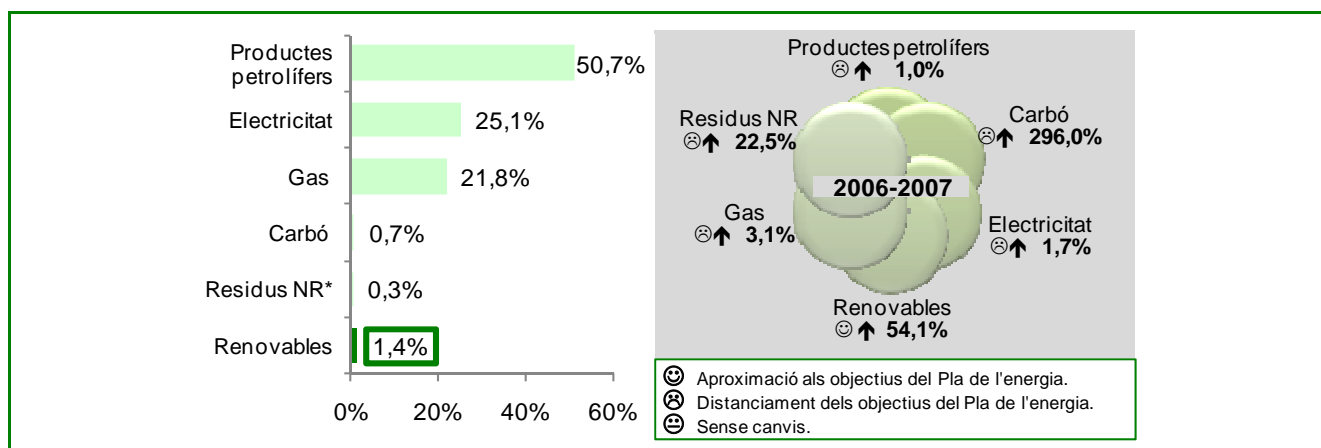 Productes
petrolífers
50,7%
Electricitat
25,1%
Gas
21,8%
Carbó
0,7%
Residus NR*
0,3%
Renovables
1,4%
0%
20%
40%
60%
Productes petrolífers
☹🡹 1,0%
Residus NR
☹🡹 22,5%
Carbó
☹🡹 296,0%
2006-2007
Gas
☹🡹 3,1%
Electricitat
☹🡹 1,7%
Renovables
☺🡹 54,1%
☺ Aproximació als objectius del Pla de l'energia.
☹ Distanciament dels objectius del Pla de l'energia.
😐 Sense canvis.